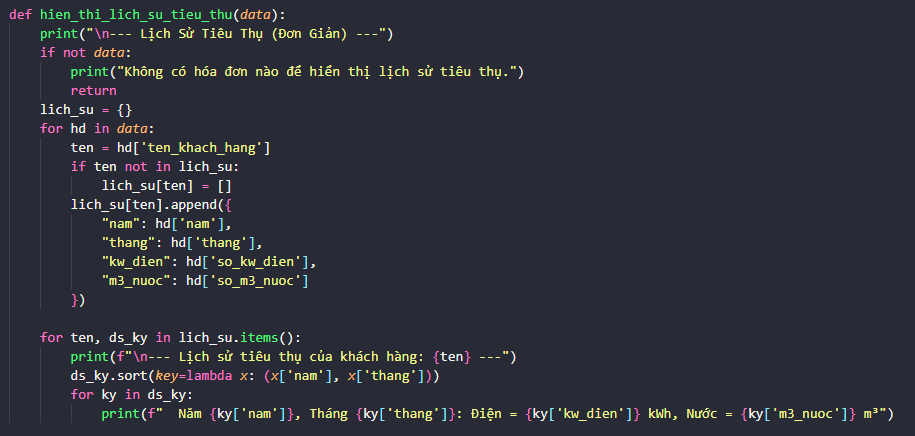 def hien_thi_lich_su_tieu_thu(data):
    print("\n--- Lịch Sử Tiêu Thụ (Đơn Giản) ---")
    if not data:
        print("Không có hóa đơn nào để hiển thị lịch sử tiêu thụ.")
        return
    lich_su = {}
    for hd in data:
        ten = hd['ten_khach_hang']
        if ten not in lich_su:
            lich_su[ten] = []
        lich_su[ten].append({
            "nam": hd['nam'],
            "thang": hd['thang'],
            "kw_dien": hd['so_kw_dien'],
            "m3_nuoc": hd['so_m3_nuoc']
        })

    for ten, ds_ky in lich_su.items():
        print(f"\n--- Lịch sử tiêu thụ của khách hàng: {ten} ---")
        ds_ky.sort(key=lambda x: (x['nam'], x['thang']))
        for ky in ds_ky:
            print(f"  Năm {ky['nam']}, Tháng {ky['thang']}: Điện = {ky['kw_dien']} kWh, Nước = {ky['m3_nuoc']} m³")